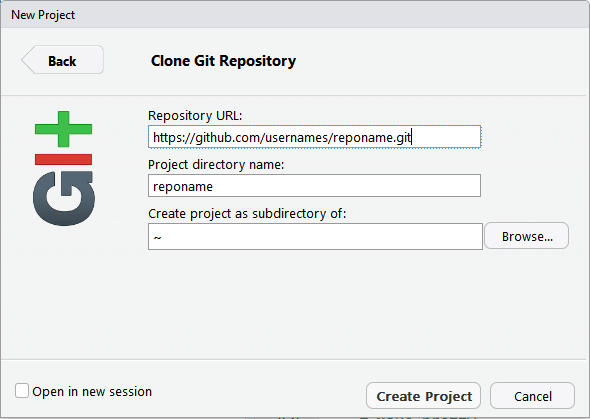 New Project
Back
Clone Git Repository
Repository URL:
https://github.com/usernames/reponame.git
Project directory name:
reponame
Create project as subdirectory of:
~
Browse...
git
Open in new session
Create Project
Cancel